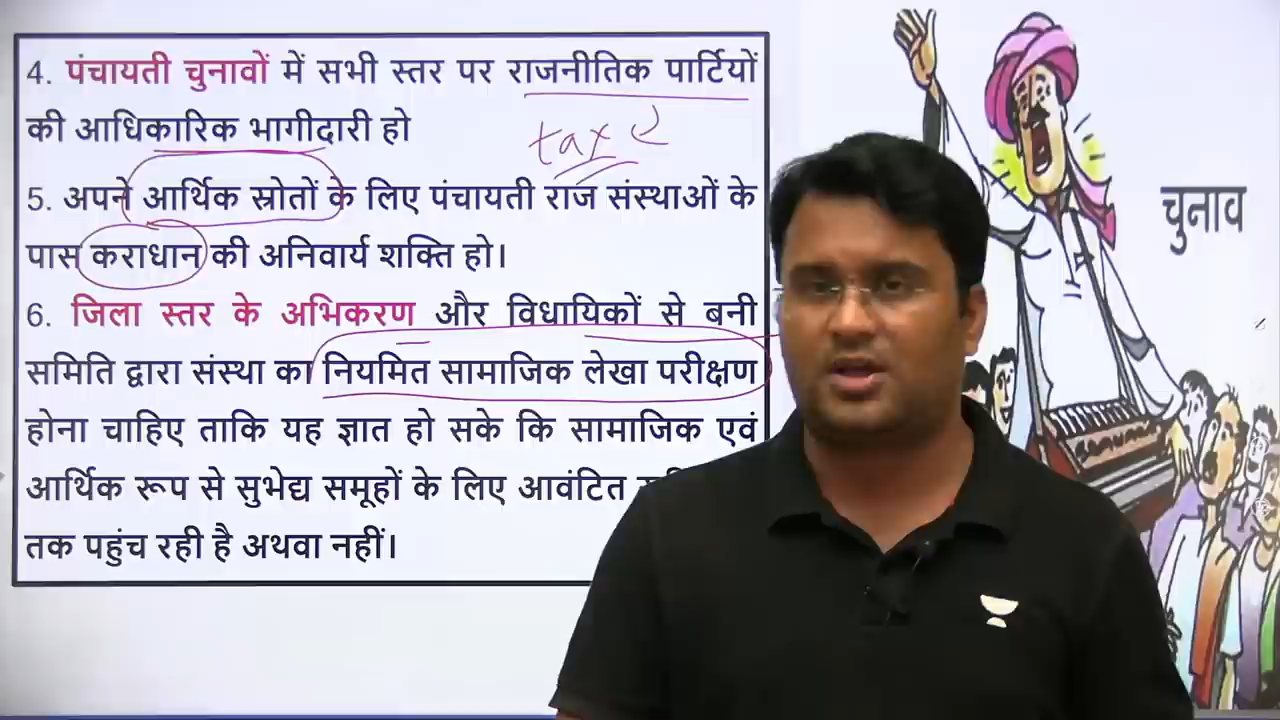 4. पंचायती चुनावों में सभी स्तर पर राजनीतिक पार्टियों
की आधिकारिक भागीदारी हो
tax
5. अपने आर्थिक स्रोतों के लिए पंचायती राज संस्थाओं के
पास कराधान की अनिवार्य शक्ति हो।
6. जिला स्तर के अभिकरण और विधायिकों से बनी
समिति द्वारा संस्था का नियमित सामाजिक लेखा परीक्षण
होना चाहिए ताकि यह ज्ञात हो सके कि सामाजिक एवं
आर्थिक रूप से सुभेद्य समूहों के लिए आवंटित
तक पहुंच रही है अथवा नहीं।
चुनाव